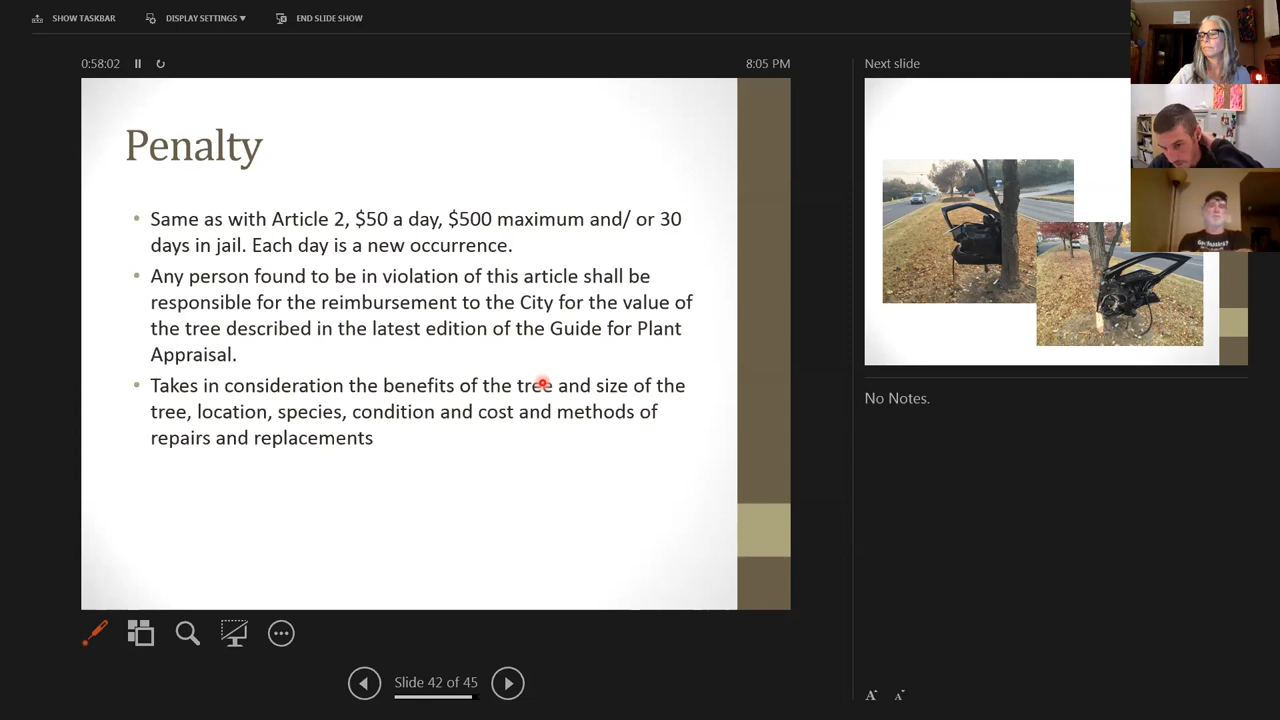 SHOW TASKBAR
DISPLAY SETTINGS ▾
END SLIDE SHOW
0:58:02
8:05 PM
Penalty
• Same as with Article 2, $50 a day, $500 maximum and/ or 30
days in jail. Each day is a new occurrence.
• Any person found to be in violation of this article shall be
responsible for the reimbursement to the City for the value of
the tree described in the latest edition of the Guide for Plant
Appraisal.
• Takes in consideration the benefits of the tree and size of the
tree, location, species, condition and cost and methods of
repairs and replacements
Slide 42 of 45
Next slide
No Notes.
A A